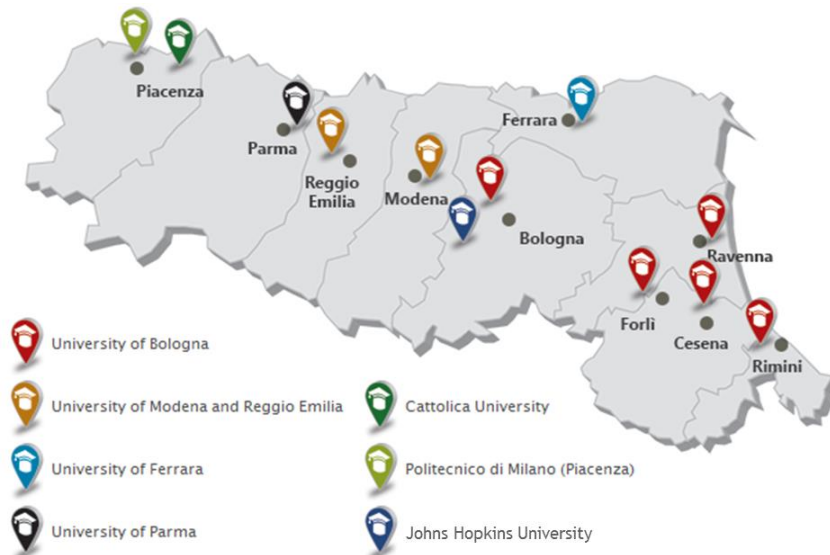 Piacenza
Parma
Reggio
Emilia
Modena
Ferrara
Bologna
Ravenna
Forlì
Cesena
Rimini
University of Bologna
University of Modena and Reggio Emilia
Cattolica University
University of Ferrara
Politecnico di Milano (Piacenza)
University of Parma
Johns Hopkins University